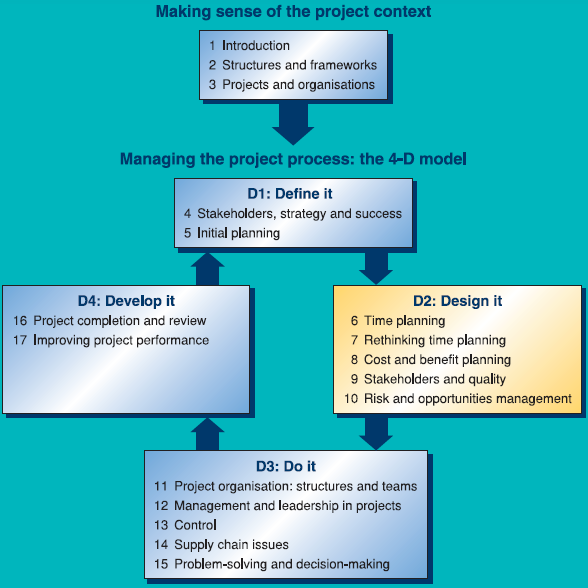 Making sense of the project context
1 Introduction
2 Structures and frameworks
3 Projects and organisations
Managing the project process: the 4-D model
D1: Define it
4 Stakeholders, strategy and success
5 Initial planning
D4: Develop it
16 Project completion and review
17 Improving project performance
D2: Design it
6 Time planning
7 Rethinking time planning
8 Cost and benefit planning
9 Stakeholders and quality
10 Risk and opportunities management
D3: Do it
11 Project organisation: structures and teams
12 Management and leadership in projects
13 Control
14 Supply chain issues
15 Problem-solving and decision-making